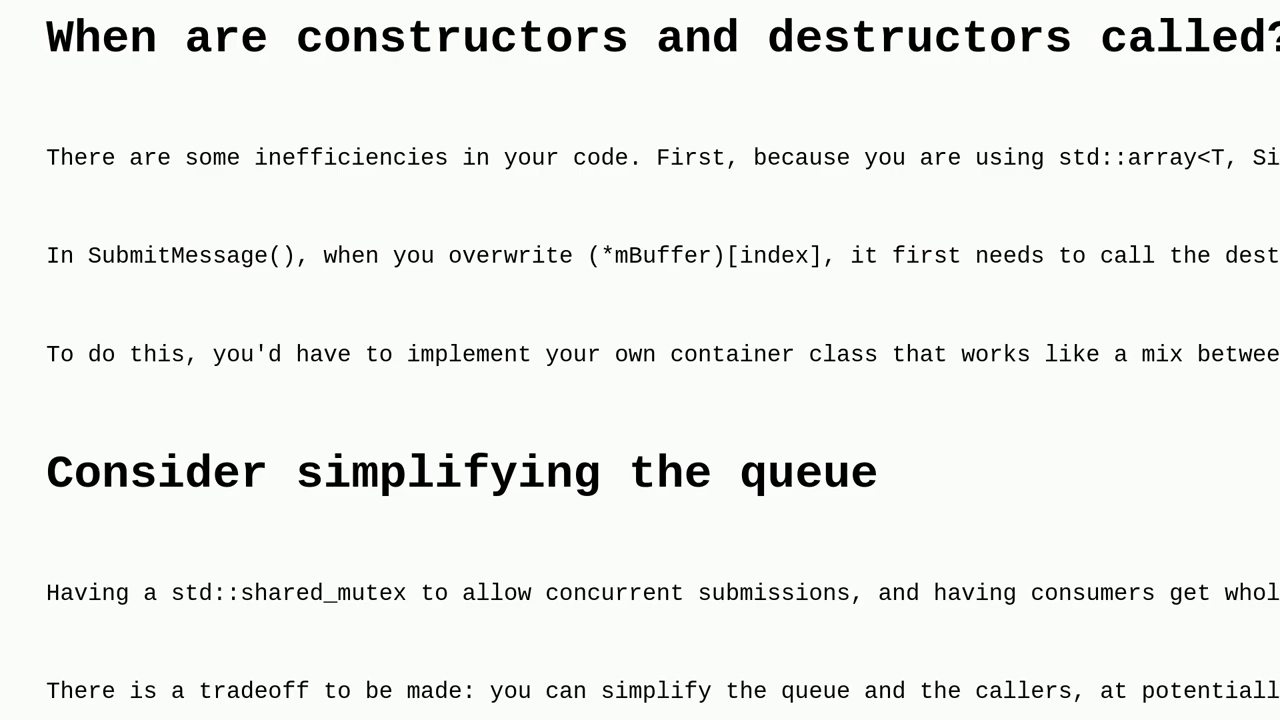 When are constructors and destructors called?
There are some inefficiencies in your code. First, because you are using std::array<T, Si
In SubmitMessage(), when you overwrite (*mBuffer)[index], it first needs to call the dest
To do this, you'd have to implement your own container class that works like a mix betwee
Consider simplifying the queue
Having a std::shared_mutex to allow concurrent submissions, and having consumers get whol
There is a tradeoff to be made: you can simplify the queue and the callers, at potentiall